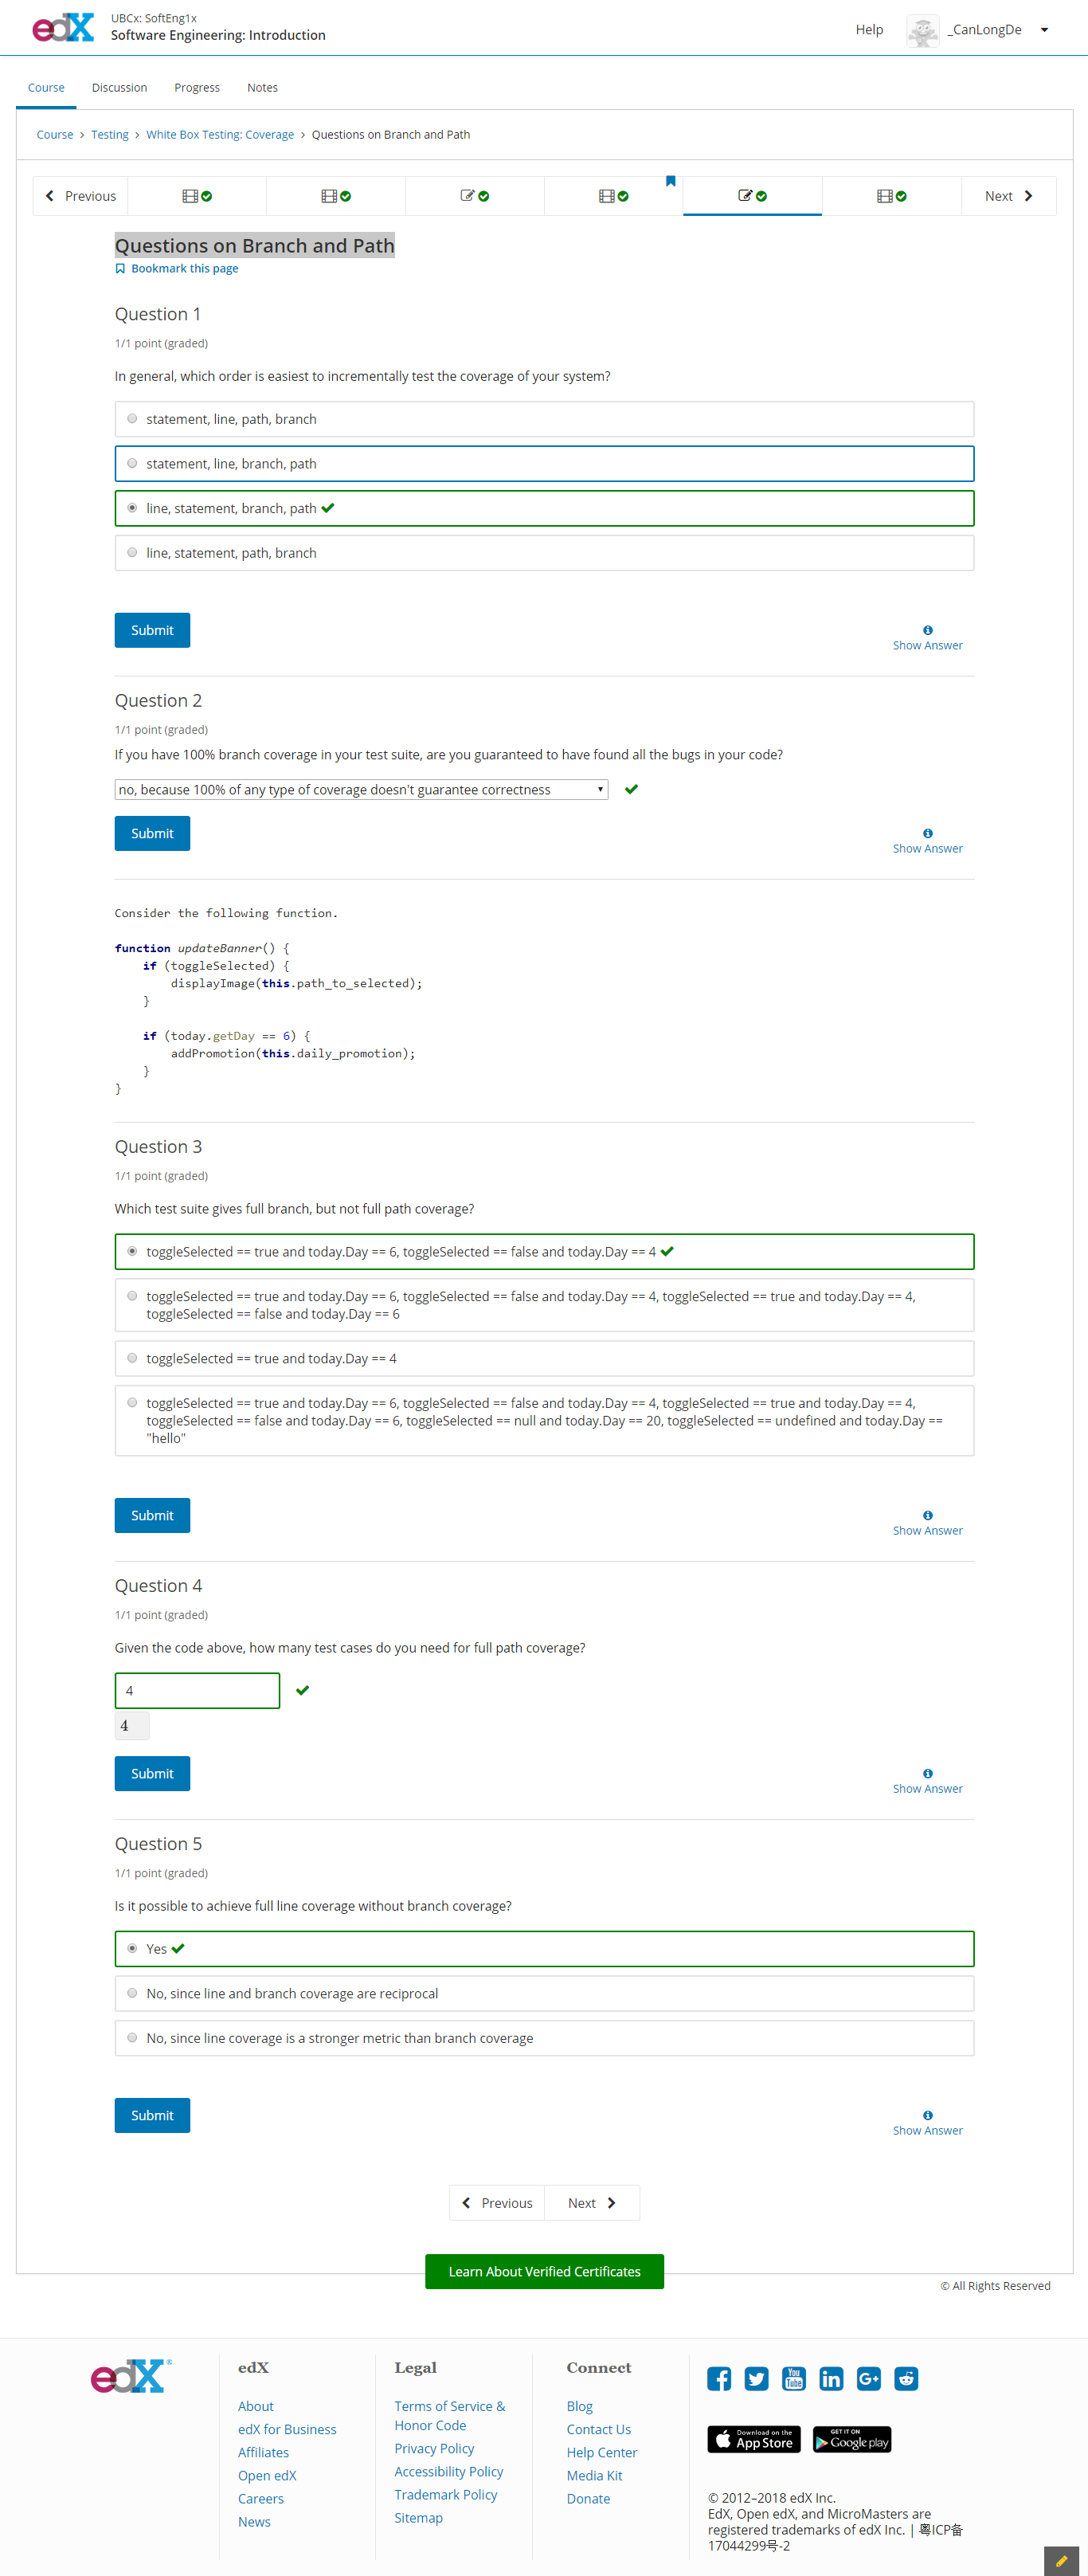 edX
UBCx: SoftEng1x
Software Engineering: Introduction
Help
_CanLongDe
Course
Discussion
Progress
Notes
Course > Testing > White Box Testing: Coverage > Questions on Branch and Path
Previous
Next
Questions on Branch and Path
Bookmark this page
Question 1
1/1 point (graded)
In general, which order is easiest to incrementally test the coverage of your system?
statement, line, path, branch
statement, line, branch, path
line, statement, branch, path
line, statement, path, branch
Submit
Show Answer
Question 2
1/1 point (graded)
If you have 100% branch coverage in your test suite, are you guaranteed to have found all the bugs in your code?
no, because 100% of any type of coverage doesn't guarantee correctness
Submit
Show Answer
Consider the following function.
function updateBanner() {
if (toggleSelected) {
displayImage(this.path_to_selected);
}
if (today.getDay == 6) {
addPromotion(this.daily_promotion);
}
}
Question 3
1/1 point (graded)
Which test suite gives full branch, but not full path coverage?
toggleSelected == true and today.Day == 6, toggleSelected == false and today.Day == 4
toggleSelected == true and today.Day == 6, toggleSelected == false and today.Day == 4, toggleSelected == true and today.Day == 4,
toggleSelected == false and today.Day == 6
toggleSelected == true and today.Day == 4
toggleSelected == true and today.Day == 6, toggleSelected == false and today.Day == 4, toggleSelected == true and today.Day == 4,
toggleSelected == false and today.Day == 6, toggleSelected == null and today.Day == 20, toggleSelected == undefined and today.Day ==
"hello"
Submit
Show Answer
Question 4
1/1 point (graded)
Given the code above, how many test cases do you need for full path coverage?
4
4
Submit
Show Answer
Question 5
1/1 point (graded)
Is it possible to achieve full line coverage without branch coverage?
Yes
No, since line and branch coverage are reciprocal
No, since line coverage is a stronger metric than branch coverage
Submit
Show Answer
Previous
Next
Learn About Verified Certificates
© All Rights Reserved
edX®
edX
About
edX for Business
Affiliates
Open edX
Careers
News
Legal
Terms of Service &
Honor Code
Privacy Policy
Accessibility Policy
Trademark Policy
Sitemap
Connect
Blog
Contact Us
Help Center
Media Kit
Donate
You
Tube
in
G+
Download on the
App Store
GET IT ON
Google play
© 2012–2018 edX Inc.
EdX, Open edX, and MicroMasters are
registered trademarks of edX Inc. | 粤ICP备
17044299号-2